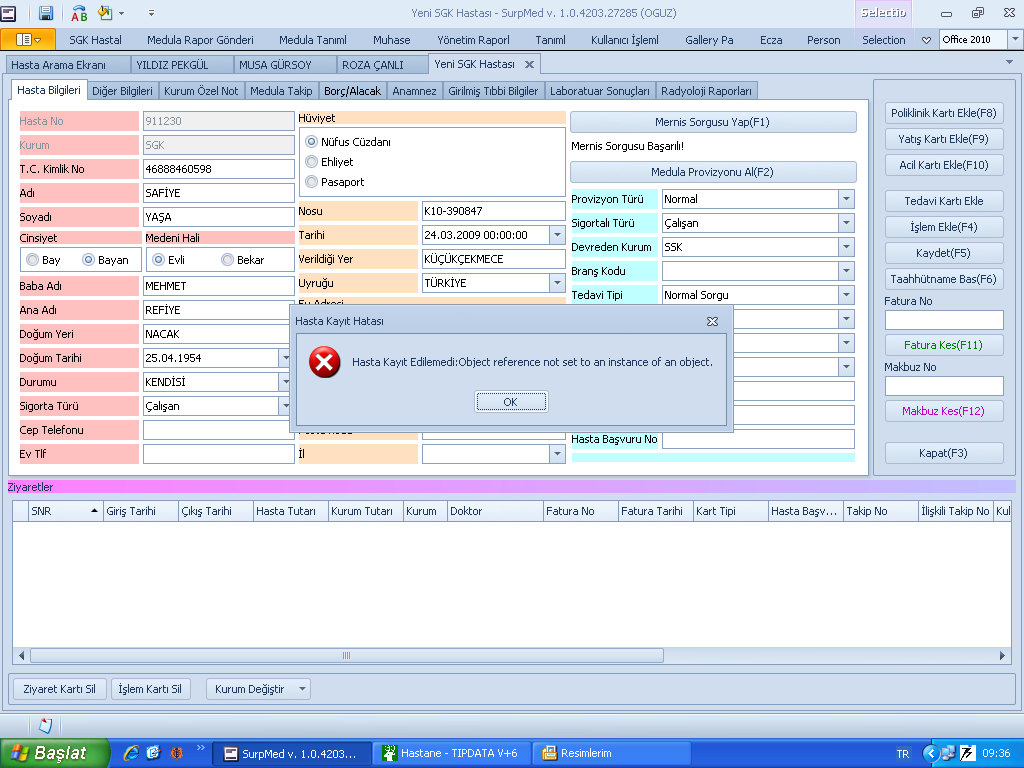 Yeni SGK Hastası - SurpMed v. 1.0.4203.27285 (OGUZ)
Selectio
SGK Hastal
Medula Rapor Gönderi
Medula Tanıml
Muhase
Yönetim Raporl
Tanıml
Kullanıcı İşleml
Gallery Pa
Ecza
Person
Selection
Office 2010
Hasta Arama Ekranı
YILDIZ PEKGÜL
MUSA GÜRSOY
ROZA ÇANLI
Yeni SGK Hastası
Hasta Bilgileri
Diğer Bilgileri
Kurum Özel Not
Medula Takip
Borç/Alacak
Anamnez
Girilmiş Tıbbi Bilgiler
Laboratuar Sonuçları
Radyoloji Raporları
Hasta No
911230
Kurum
SGK
T.C. Kimlik No
46888460598
Adı
SAFİYE
Soyadı
YAŞA
Cinsiyet
Medeni Hali
Bay
Bayan
Evli
Bekar
Baba Adı
MEHMET
Ana Adı
REFİYE
Doğum Yeri
NACAK
Doğum Tarihi
25.04.1954
Durumu
KENDİSİ
Sigorta Türü
Çalışan
Cep Telefonu
Ev Tlf
Hüviyet
Nüfus Cüzdanı
Ehliyet
Pasaport
Nosu
K10-390847
Tarihi
24.03.2009 00:00:00
Verildiği Yer
KÜÇÜKÇEKMECE
Uyruğu
TÜRKİYE
İl
Mernis Sorgusu Yap(F1)
Mernis Sorgusu Başarılı!
Medula Provizyonu Al(F2)
Provizyon Türü
Normal
Sigortalı Türü
Çalışan
Devreden Kurum
SSK
Branş Kodu
Tedavi Tipi
Normal Sorgu
Hasta Başvuru No
Hasta Kayıt Hatası
Hasta Kayıt Edilemedi:Object reference not set to an instance of an object.
OK
Poliklinik Kartı Ekle(F8)
Yatış Kartı Ekle(F9)
Acil Kartı Ekle(F10)
Tedavi Kartı Ekle
İşlem Ekle(F4)
Kaydet(F5)
Taahhütname Bas(F6)
Fatura No
Fatura Kes(F11)
Makbuz No
Makbuz Kes(F12)
Kapat(F3)
Ziyaretler
SNR
Giriş Tarihi
Çıkış Tarihi
Hasta Tutarı
Kurum Tutarı
Kurum
Doktor
Fatura No
Fatura Tarihi
Kart Tipi
Hasta Başv...
Takip No
İlişkili Takip No
Kul
Ziyaret Kartı Sil
İşlem Kartı Sil
Kurum Değiştir
Başlat
SurpMed v. 1.0.4203...
Hastane - TIPDATA V+6
Resimlerim
TR
09:36